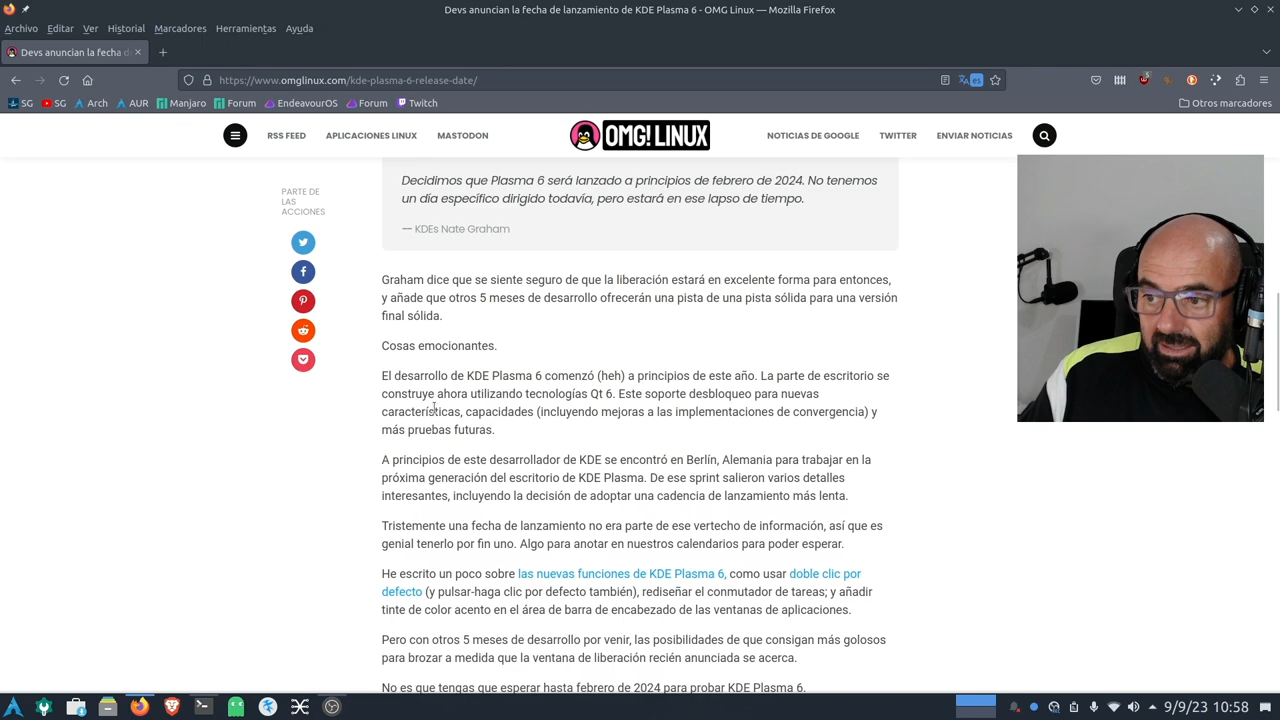 Devs anuncian la fecha de lanzamiento de KDE Plasma 6 - OMG Linux — Mozilla Firefox
Archivo Editar Ver Historial Marcadores Herramientas Ayuda
Devs anuncian la fecha d
https://www.omglinux.com/kde-plasma-6-release-date/
SG SG Arch AUR Manjaro Forum EndeavourOS Forum Twitch Otros marcadores
RSS FEED APLICACIONES LINUX MASTODON OMG! LINUX NOTICIAS DE GOOGLE TWITTER ENVIAR NOTICIAS
PARTE DE
LAS
ACCIONES
Decidimos que Plasma 6 será lanzado a principios de febrero de 2024. No tenemos
un día específico dirigido todavía, pero estará en ese lapso de tiempo.
— KDEs Nate Graham
Graham dice que se siente seguro de que la liberación estará en excelente forma para entonces,
y añade que otros 5 meses de desarrollo ofrecerán una pista de una pista sólida para una versión
final sólida.
Cosas emocionantes.
El desarrollo de KDE Plasma 6 comenzó (heh) a principios de este año. La parte de escritorio se
construye ahora utilizando tecnologías Qt 6. Este soporte desbloqueo para nuevas
características, capacidades (incluyendo mejoras a las implementaciones de convergencia) y
más pruebas futuras.
A principios de este desarrollador de KDE se encontró en Berlín, Alemania para trabajar en la
próxima generación del escritorio de KDE Plasma. De ese sprint salieron varios detalles
interesantes, incluyendo la decisión de adoptar una cadencia de lanzamiento más lenta.
Tristemente una fecha de lanzamiento no era parte de ese vertecho de información, así que es
genial tenerlo por fin uno. Algo para anotar en nuestros calendarios para poder esperar.
He escrito un poco sobre las nuevas funciones de KDE Plasma 6, como usar doble clic por
defecto (y pulsar-haga clic por defecto también), rediseñar el conmutador de tareas; y añadir
tinte de color acento en el área de barra de encabezado de las ventanas de aplicaciones.
Pero con otros 5 meses de desarrollo por venir, las posibilidades de que consigan más golosos
para brozar a medida que la ventana de liberación recién anunciada se acerca.
No es que tengas que esperar hasta febrero de 2024 para probar KDE Plasma 6.
9/9/23 10:58